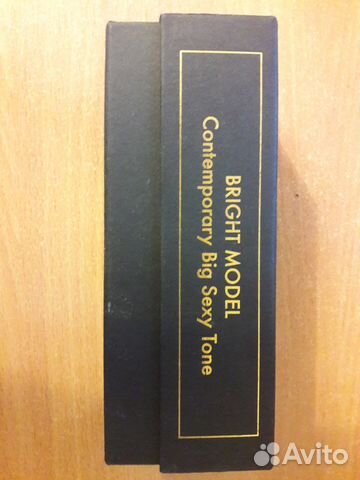 BRIGHT MODEL
Contemporary Big Sexy Tone
Avito